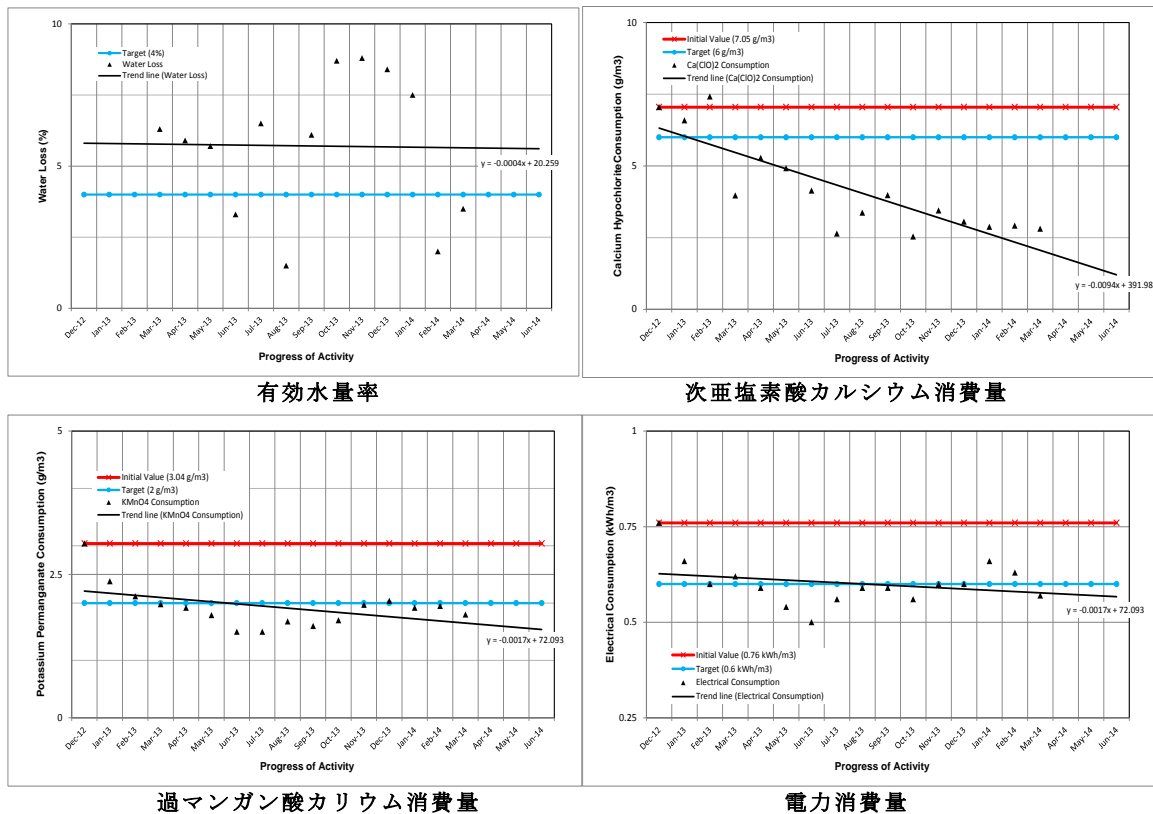 10
5
0
Water Loss (%)
Target (4%)
Water Loss
Trend line (Water Loss)
y = -0.0004x + 20.259
Dec-12
Jan-13
Feb-13
Mar-13
Apr-13
May-13
Jun-13
Jul-13
Aug-13
Sep-13
Oct-13
Nov-13
Dec-13
Jan-14
Feb-14
Mar-14
Apr-14
May-14
Jun-14
Progress of Activity
有効水量率
10
7.5
5
2.5
0
Calcium Hypochlorite Consumption (g/m3)
Initial Value (7.05 g/m3)
Target (6 g/m3)
Ca(ClO)2 Consumption
Trend line (Ca(ClO)2 Consumption)
y = -0.0094x + 391.98
Dec-12
Jan-13
Feb-13
Mar-13
Apr-13
May-13
Jun-13
Jul-13
Aug-13
Sep-13
Oct-13
Nov-13
Dec-13
Jan-14
Feb-14
Mar-14
Apr-14
May-14
Jun-14
Progress of Activity
次亜塩素酸カルシウム消費量
5
2.5
0
Potassium Permanganate Consumption (g/m3)
Initial Value (3.04 g/m3)
Target (2 g/m3)
KMnO4 Consumption
Trend line (KMnO4 Consumption)
y = -0.0017x + 72.093
Dec-12
Jan-13
Feb-13
Mar-13
Apr-13
May-13
Jun-13
Jul-13
Aug-13
Sep-13
Oct-13
Nov-13
Dec-13
Jan-14
Feb-14
Mar-14
Apr-14
May-14
Jun-14
Progress of Activity
過マンガン酸カリウム消費量
1
0.75
0.5
0.25
Electrical Consumption (kWh/m3)
Initial Value (0.76 kWh/m3)
Target (0.6 kWh/m3)
Electrical Consumption
Trend line (Electrical Consumption)
y = -0.0017x + 72.093
Dec-12
Jan-13
Feb-13
Mar-13
Apr-13
May-13
Jun-13
Jul-13
Aug-13
Sep-13
Oct-13
Nov-13
Dec-13
Jan-14
Feb-14
Mar-14
Apr-14
May-14
Jun-14
Progress of Activity
電力消費量